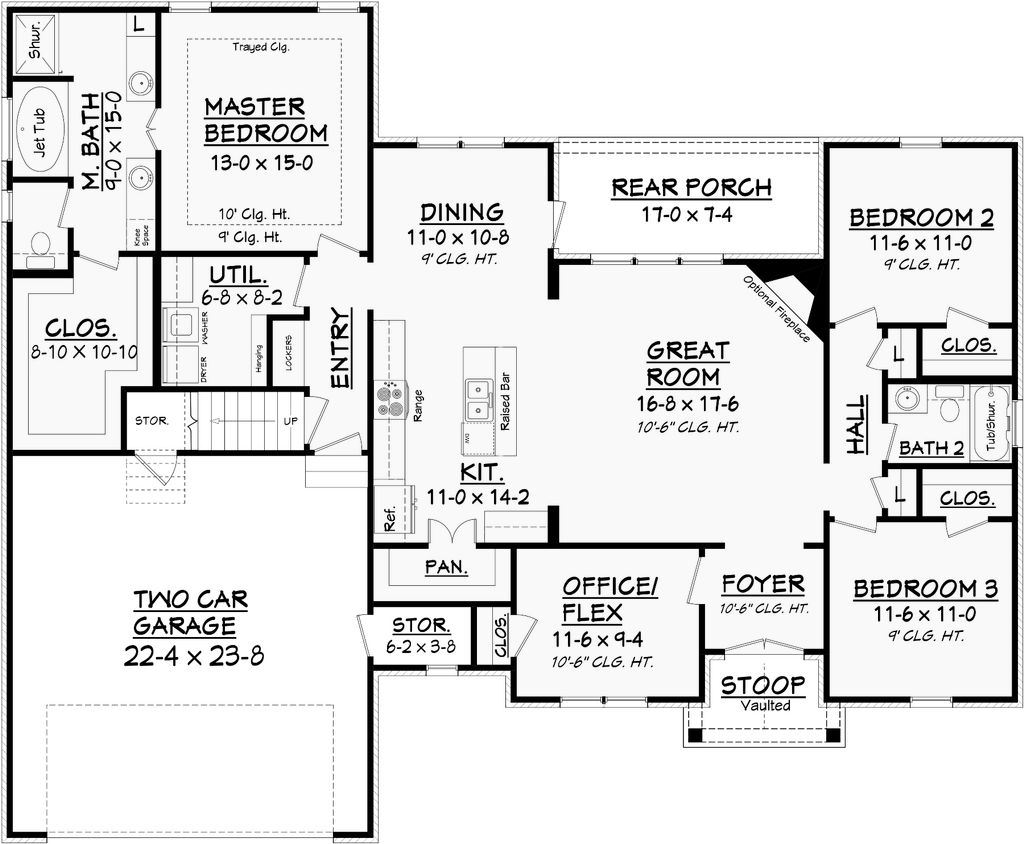 Shwr.
L
Trayed Clg.
MASTER
BEDROOM
13-0 x 15-0
10' Clg. Ht.
9' Clg. Ht.
Jet Tub
M. BATH
9-0 x 15-0
Knee
Space
REAR PORCH
17-0 x 7-4
DINING
11-0 x 10-8
9' CLG. HT.
BEDROOM 2
11-6 x 11-0
9' CLG. HT.
UTIL.
6-8 x 8-2
WASHER
DRYER
Hanging
LOCKERS
ENTRY
CLOS.
8-10 X 10-10
Optional Fireplace
GREAT
ROOM
16-8 x 17-6
10'-6" CLG. HT.
L
CLOS.
Range
Raised Bar
DW
HALL
BATH 2
Tub/Shwr.
STOR.
UP
KIT.
11-0 x 14-2
Ref.
L
CLOS.
PAN.
TWO CAR
GARAGE
22-4 x 23-8
OFFICE/
FLEX
11-6 x 9-4
10'-6" CLG. HT.
FOYER
10'-6" CLG. HT.
BEDROOM 3
11-6 x 11-0
9' CLG. HT.
STOR.
6-2 x 3-8
CLOS.
STOOP
Vaulted